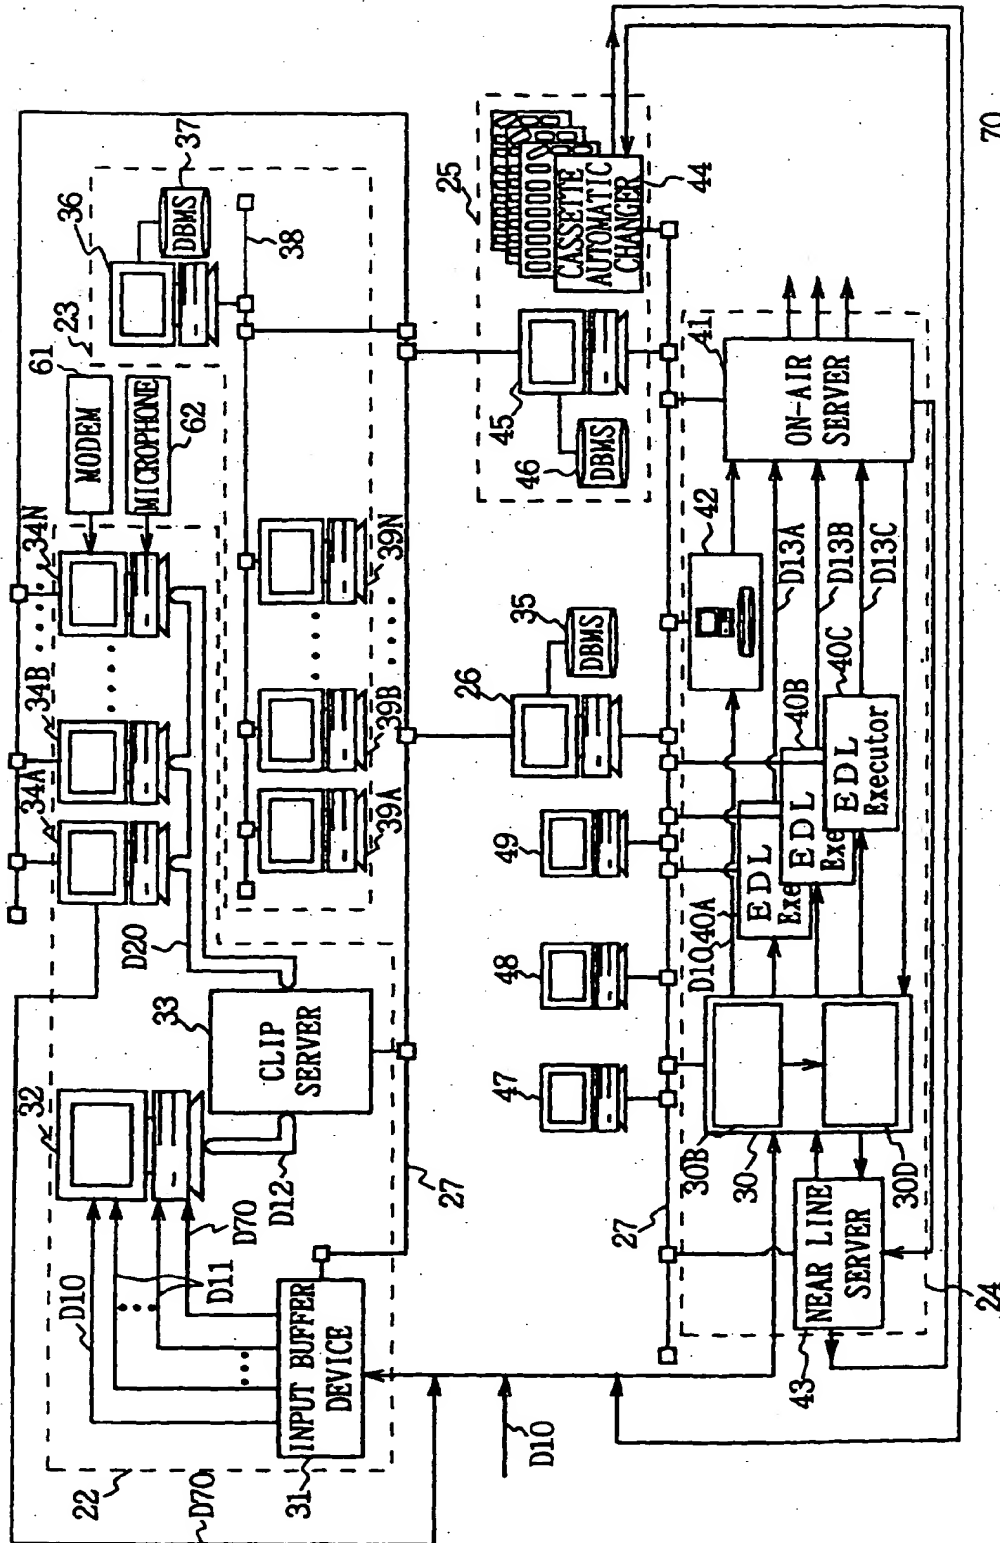 70
D70
22
D10
D11
32
D70
D12
31
INPUT BUFFER
DEVICE
33
CLIP
SERVER
D20
34A
34B
34N
MODEM
61
MICROPHONE
62
23
36
DBMS
37
38
39A
39B
39N
27
D10
47
48
49
26
DBMS
35
25
45
DBMS
46
CASSETTE
AUTOMATIC
CHANGER
44
27
43
NEAR LINE
SERVER
30B
30
30D
D10
40A
EDL
Exe
40B
EDL
Exe
40C
EDL
Executor
42
D13A
D13B
D13C
41
ON-AIR
SERVER
24